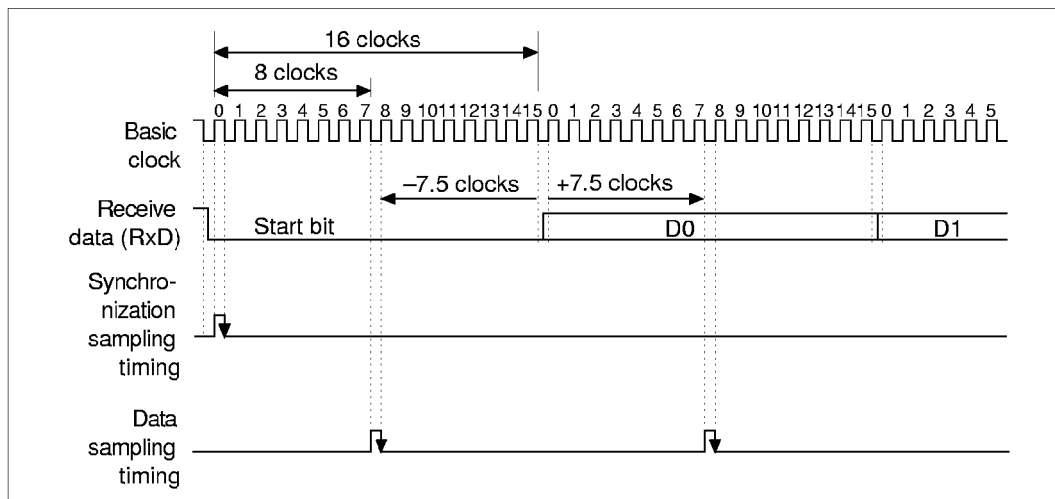 16 clocks
8 clocks
0 1 2 3 4 5 6 7 8 9 10 11 12 13 14 15 0 1 2 3 4 5 6 7 8 9 10 11 12 13 14 15 0 1 2 3 4 5
Basic
clock
–7.5 clocks
+7.5 clocks
Receive
data (RxD)
Start bit
D0
D1
Synchro-
nization
sampling
timing
Data
sampling
timing